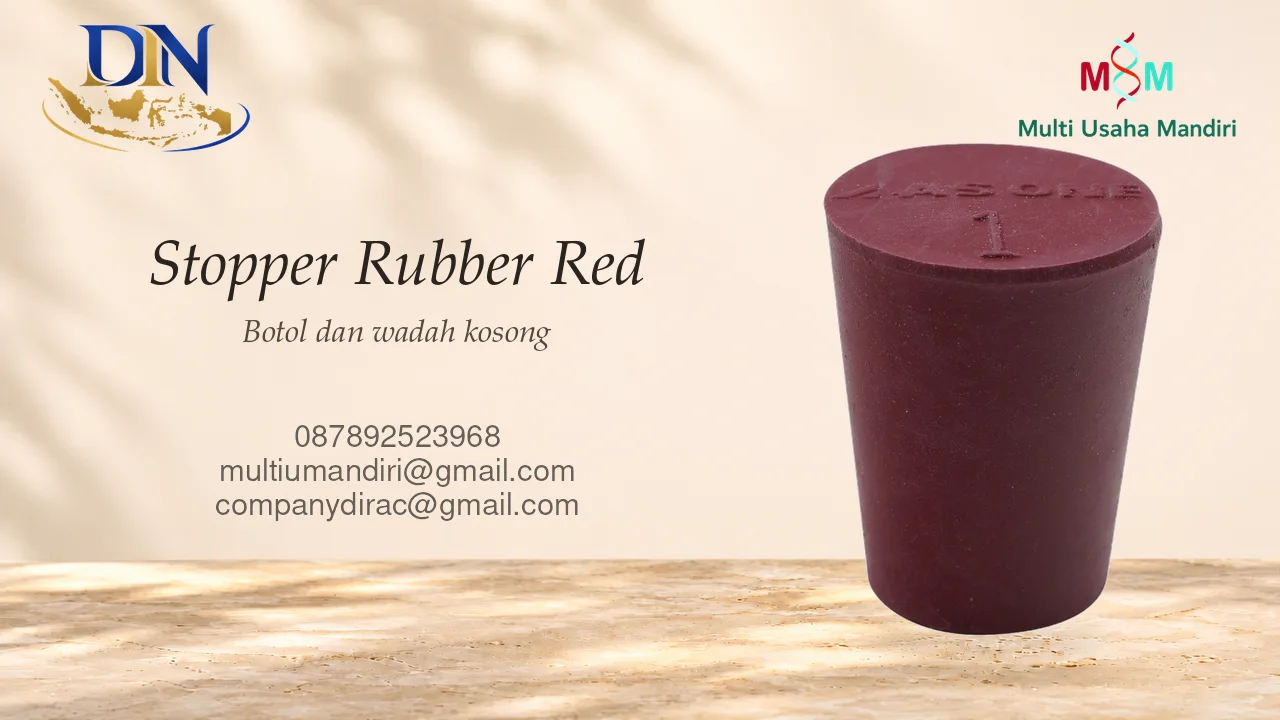 DIN
M M
Multi Usaha Mandiri
AS ONE
1
Stopper Rubber Red
Botol dan wadah kosong
087892523968
multiumandiri@gmail.com
companydirac@gmail.com